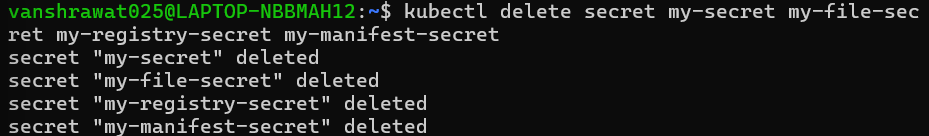 vanshrawat025@LAPTOP-NBBMAH12:~$ kubectl delete secret my-secret my-file-sec
ret my-registry-secret my-manifest-secret
secret "my-secret" deleted
secret "my-file-secret" deleted
secret "my-registry-secret" deleted
secret "my-manifest-secret" deleted